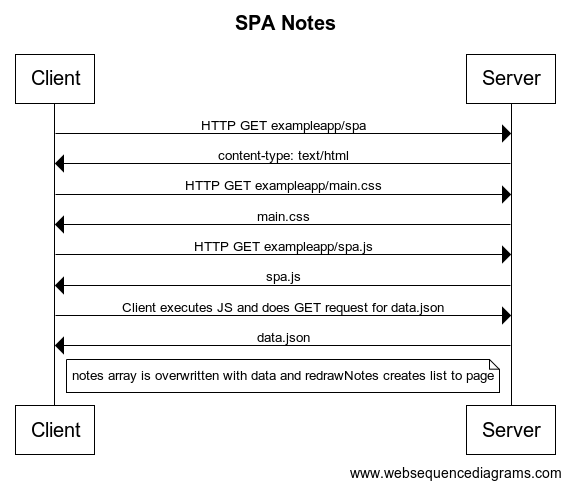 SPA Notes
Client
Server
HTTP GET exampleapp/spa
content-type: text/html
HTTP GET exampleapp/main.css
main.css
HTTP GET exampleapp/spa.js
spa.js
Client executes JS and does GET request for data.json
data.json
notes array is overwritten with data and redrawNotes creates list to page
Client
Server
www.websequencediagrams.com